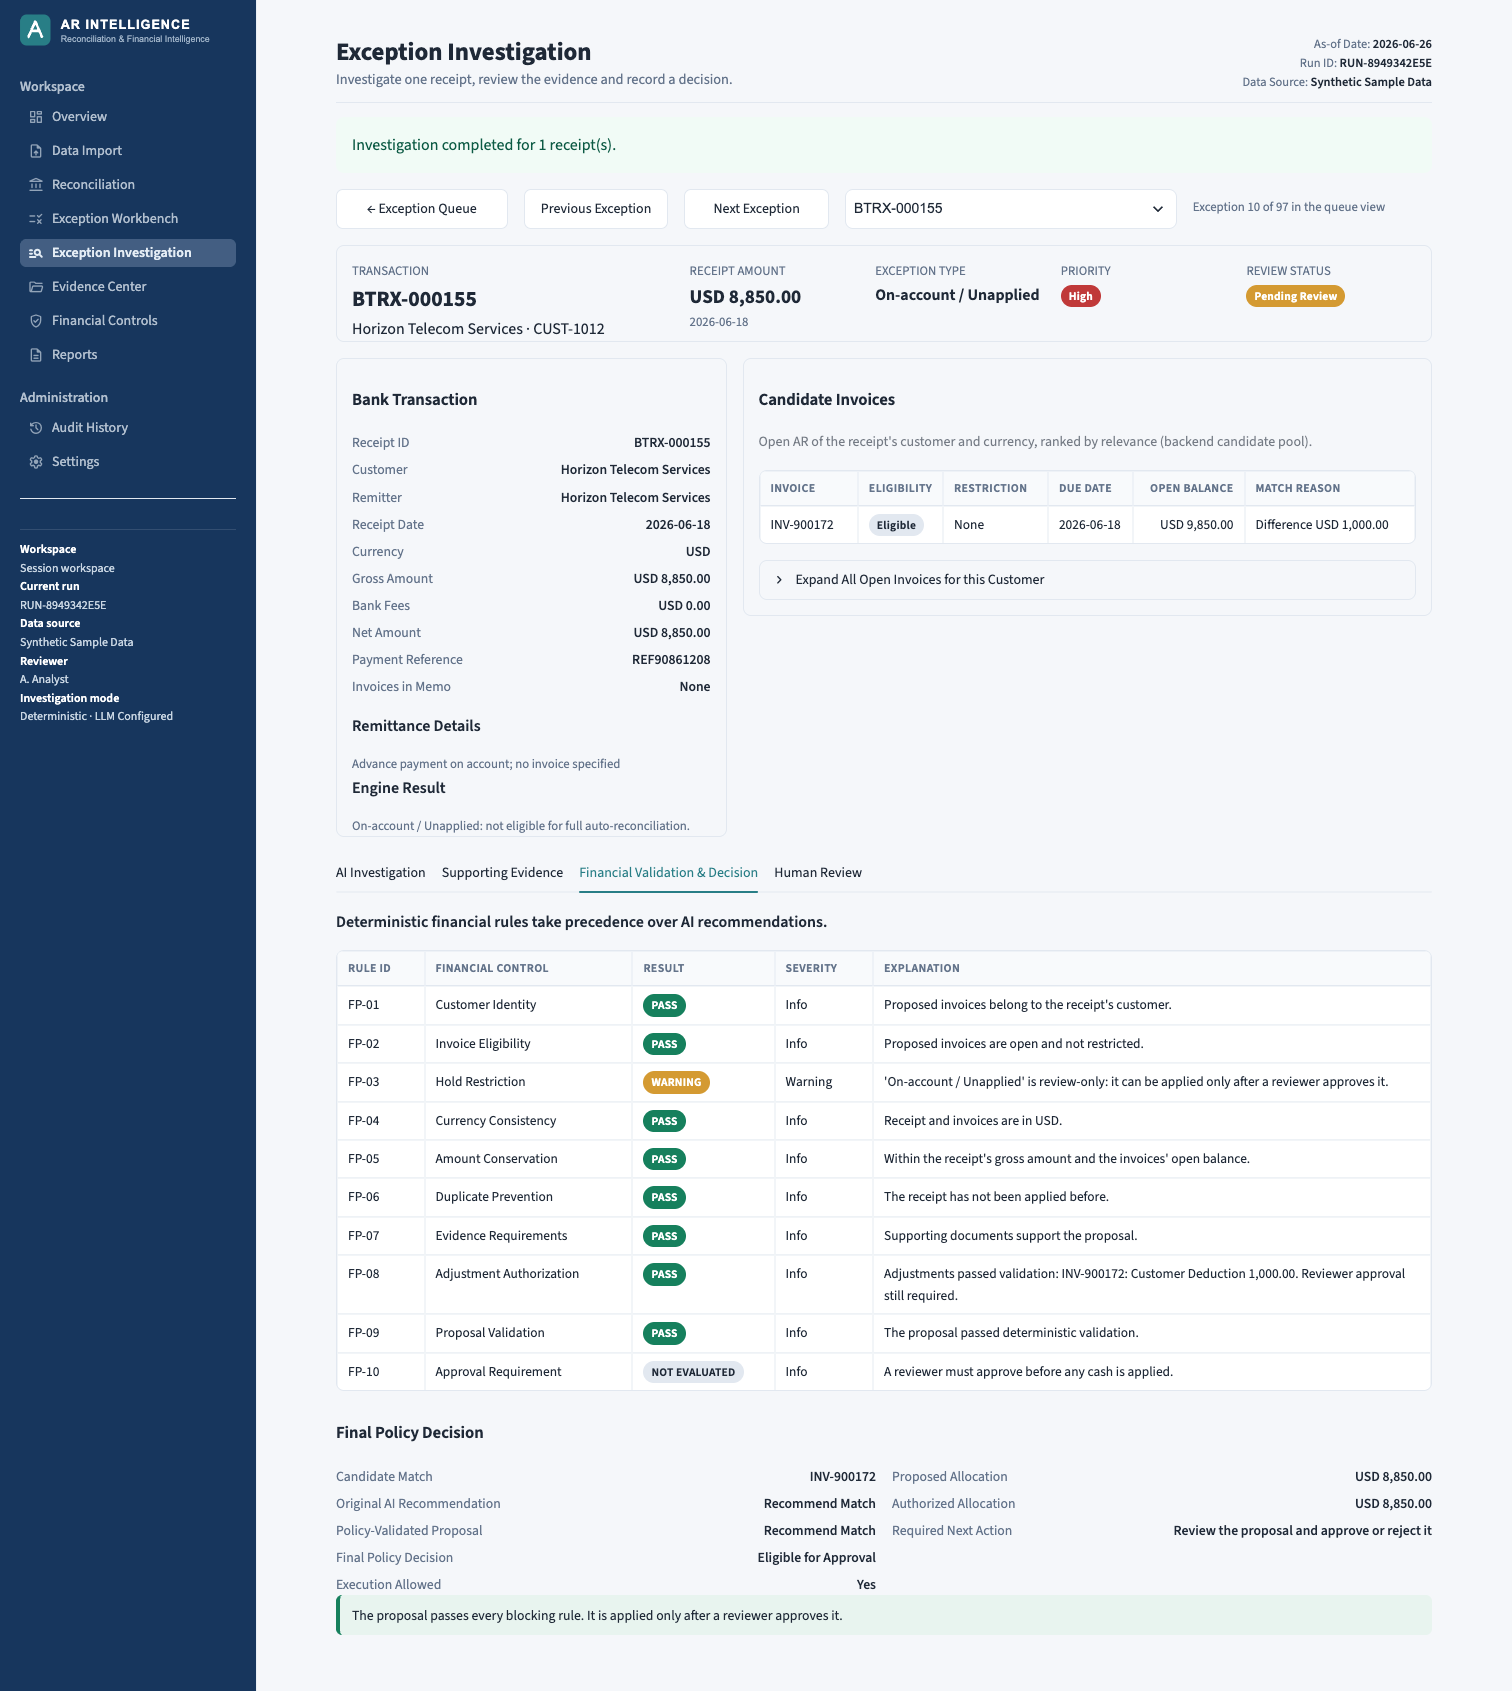 AR INTELLIGENCE
Reconciliation & Financial Intelligence
Workspace
Overview
Data Import
Reconciliation
Exception Workbench
Exception Investigation
Evidence Center
Financial Controls
Reports
Administration
Audit History
Settings
Workspace
Session workspace
Current run
RUN-8949342E5E
Data source
Synthetic Sample Data
Reviewer
A. Analyst
Investigation mode
Deterministic · LLM Configured
Exception Investigation
Investigate one receipt, review the evidence and record a decision.
As-of Date: 2026-06-26
Run ID: RUN-8949342E5E
Data Source: Synthetic Sample Data
Investigation completed for 1 receipt(s).
← Exception Queue Previous Exception Next Exception BTRX-000155 Exception 10 of 97 in the queue view
TRANSACTION RECEIPT AMOUNT EXCEPTION TYPE PRIORITY REVIEW STATUS
BTRX-000155 USD 8,850.00 On-account / Unapplied High Pending Review
2026-06-18
Horizon Telecom Services · CUST-1012
Bank Transaction
Receipt ID BTRX-000155
Customer Horizon Telecom Services
Remitter Horizon Telecom Services
Receipt Date 2026-06-18
Currency USD
Gross Amount USD 8,850.00
Bank Fees USD 0.00
Net Amount USD 8,850.00
Payment Reference REF90861208
Invoices in Memo None
Remittance Details
Advance payment on account; no invoice specified
Engine Result
On-account / Unapplied: not eligible for full auto-reconciliation.
Candidate Invoices
Open AR of the receipt's customer and currency, ranked by relevance (backend candidate pool).
INVOICE ELIGIBILITY RESTRICTION DUE DATE OPEN BALANCE MATCH REASON
INV-900172 Eligible None 2026-06-18 USD 9,850.00 Difference USD 1,000.00
Expand All Open Invoices for this Customer
AI Investigation Supporting Evidence Financial Validation & Decision Human Review
Deterministic financial rules take precedence over AI recommendations.
RULE ID FINANCIAL CONTROL RESULT SEVERITY EXPLANATION
FP-01 Customer Identity PASS Info Proposed invoices belong to the receipt's customer.
FP-02 Invoice Eligibility PASS Info Proposed invoices are open and not restricted.
FP-03 Hold Restriction WARNING Warning 'On-account / Unapplied' is review-only: it can be applied only after a reviewer approves it.
FP-04 Currency Consistency PASS Info Receipt and invoices are in USD.
FP-05 Amount Conservation PASS Info Within the receipt's gross amount and the invoices' open balance.
FP-06 Duplicate Prevention PASS Info The receipt has not been applied before.
FP-07 Evidence Requirements PASS Info Supporting documents support the proposal.
FP-08 Adjustment Authorization PASS Info Adjustments passed validation: INV-900172: Customer Deduction 1,000.00. Reviewer approval
still required.
FP-09 Proposal Validation PASS Info The proposal passed deterministic validation.
FP-10 Approval Requirement NOT EVALUATED Info A reviewer must approve before any cash is applied.
Final Policy Decision
Candidate Match INV-900172 Proposed Allocation USD 8,850.00
Original AI Recommendation Recommend Match Authorized Allocation USD 8,850.00
Policy-Validated Proposal Recommend Match Required Next Action Review the proposal and approve or reject it
Final Policy Decision Eligible for Approval
Execution Allowed Yes
The proposal passes every blocking rule. It is applied only after a reviewer approves it.